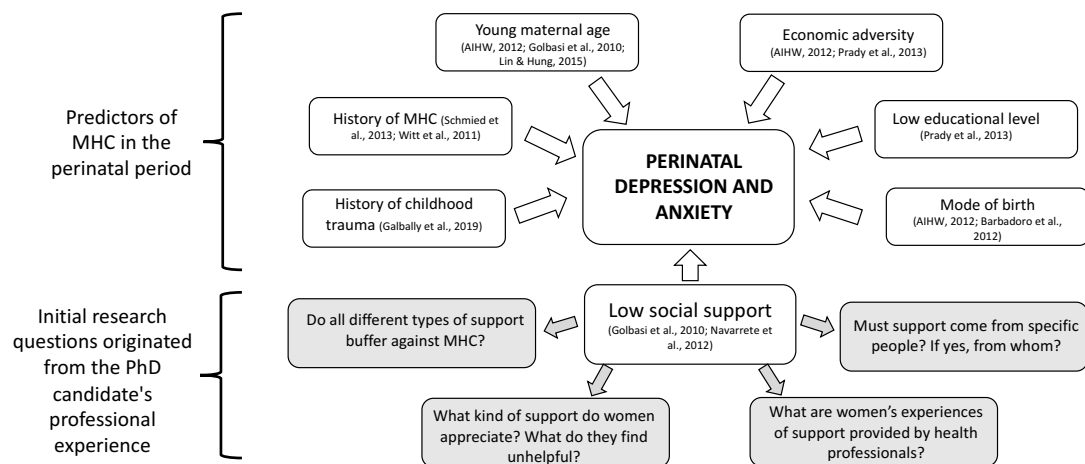 Young maternal age
(AIHW, 2012; Golbasi et al., 2010;
Lin & Hung, 2015)
Economic adversity
(AIHW, 2012; Prady et al., 2013)
Predictors of
MHC in the
perinatal period
History of MHC (Schmied et
al., 2013; Witt et al., 2011)
Low educational level
(Prady et al., 2013)
PERINATAL
DEPRESSION AND
ANXIETY
History of childhood
trauma (Galbally et al., 2019)
Mode of birth
(AIHW, 2012; Barbadoro et al.,
2012)
Initial research
questions originated
from the PhD
candidate's
professional
experience
Low social support
(Golbasi et al., 2010; Navarrete et
al., 2012)
Do all different types of support
buffer against MHC?
Must support come from specific
people? If yes, from whom?
What kind of support do women
appreciate? What do they find
unhelpful?
What are women’s experiences
of support provided by health
professionals?